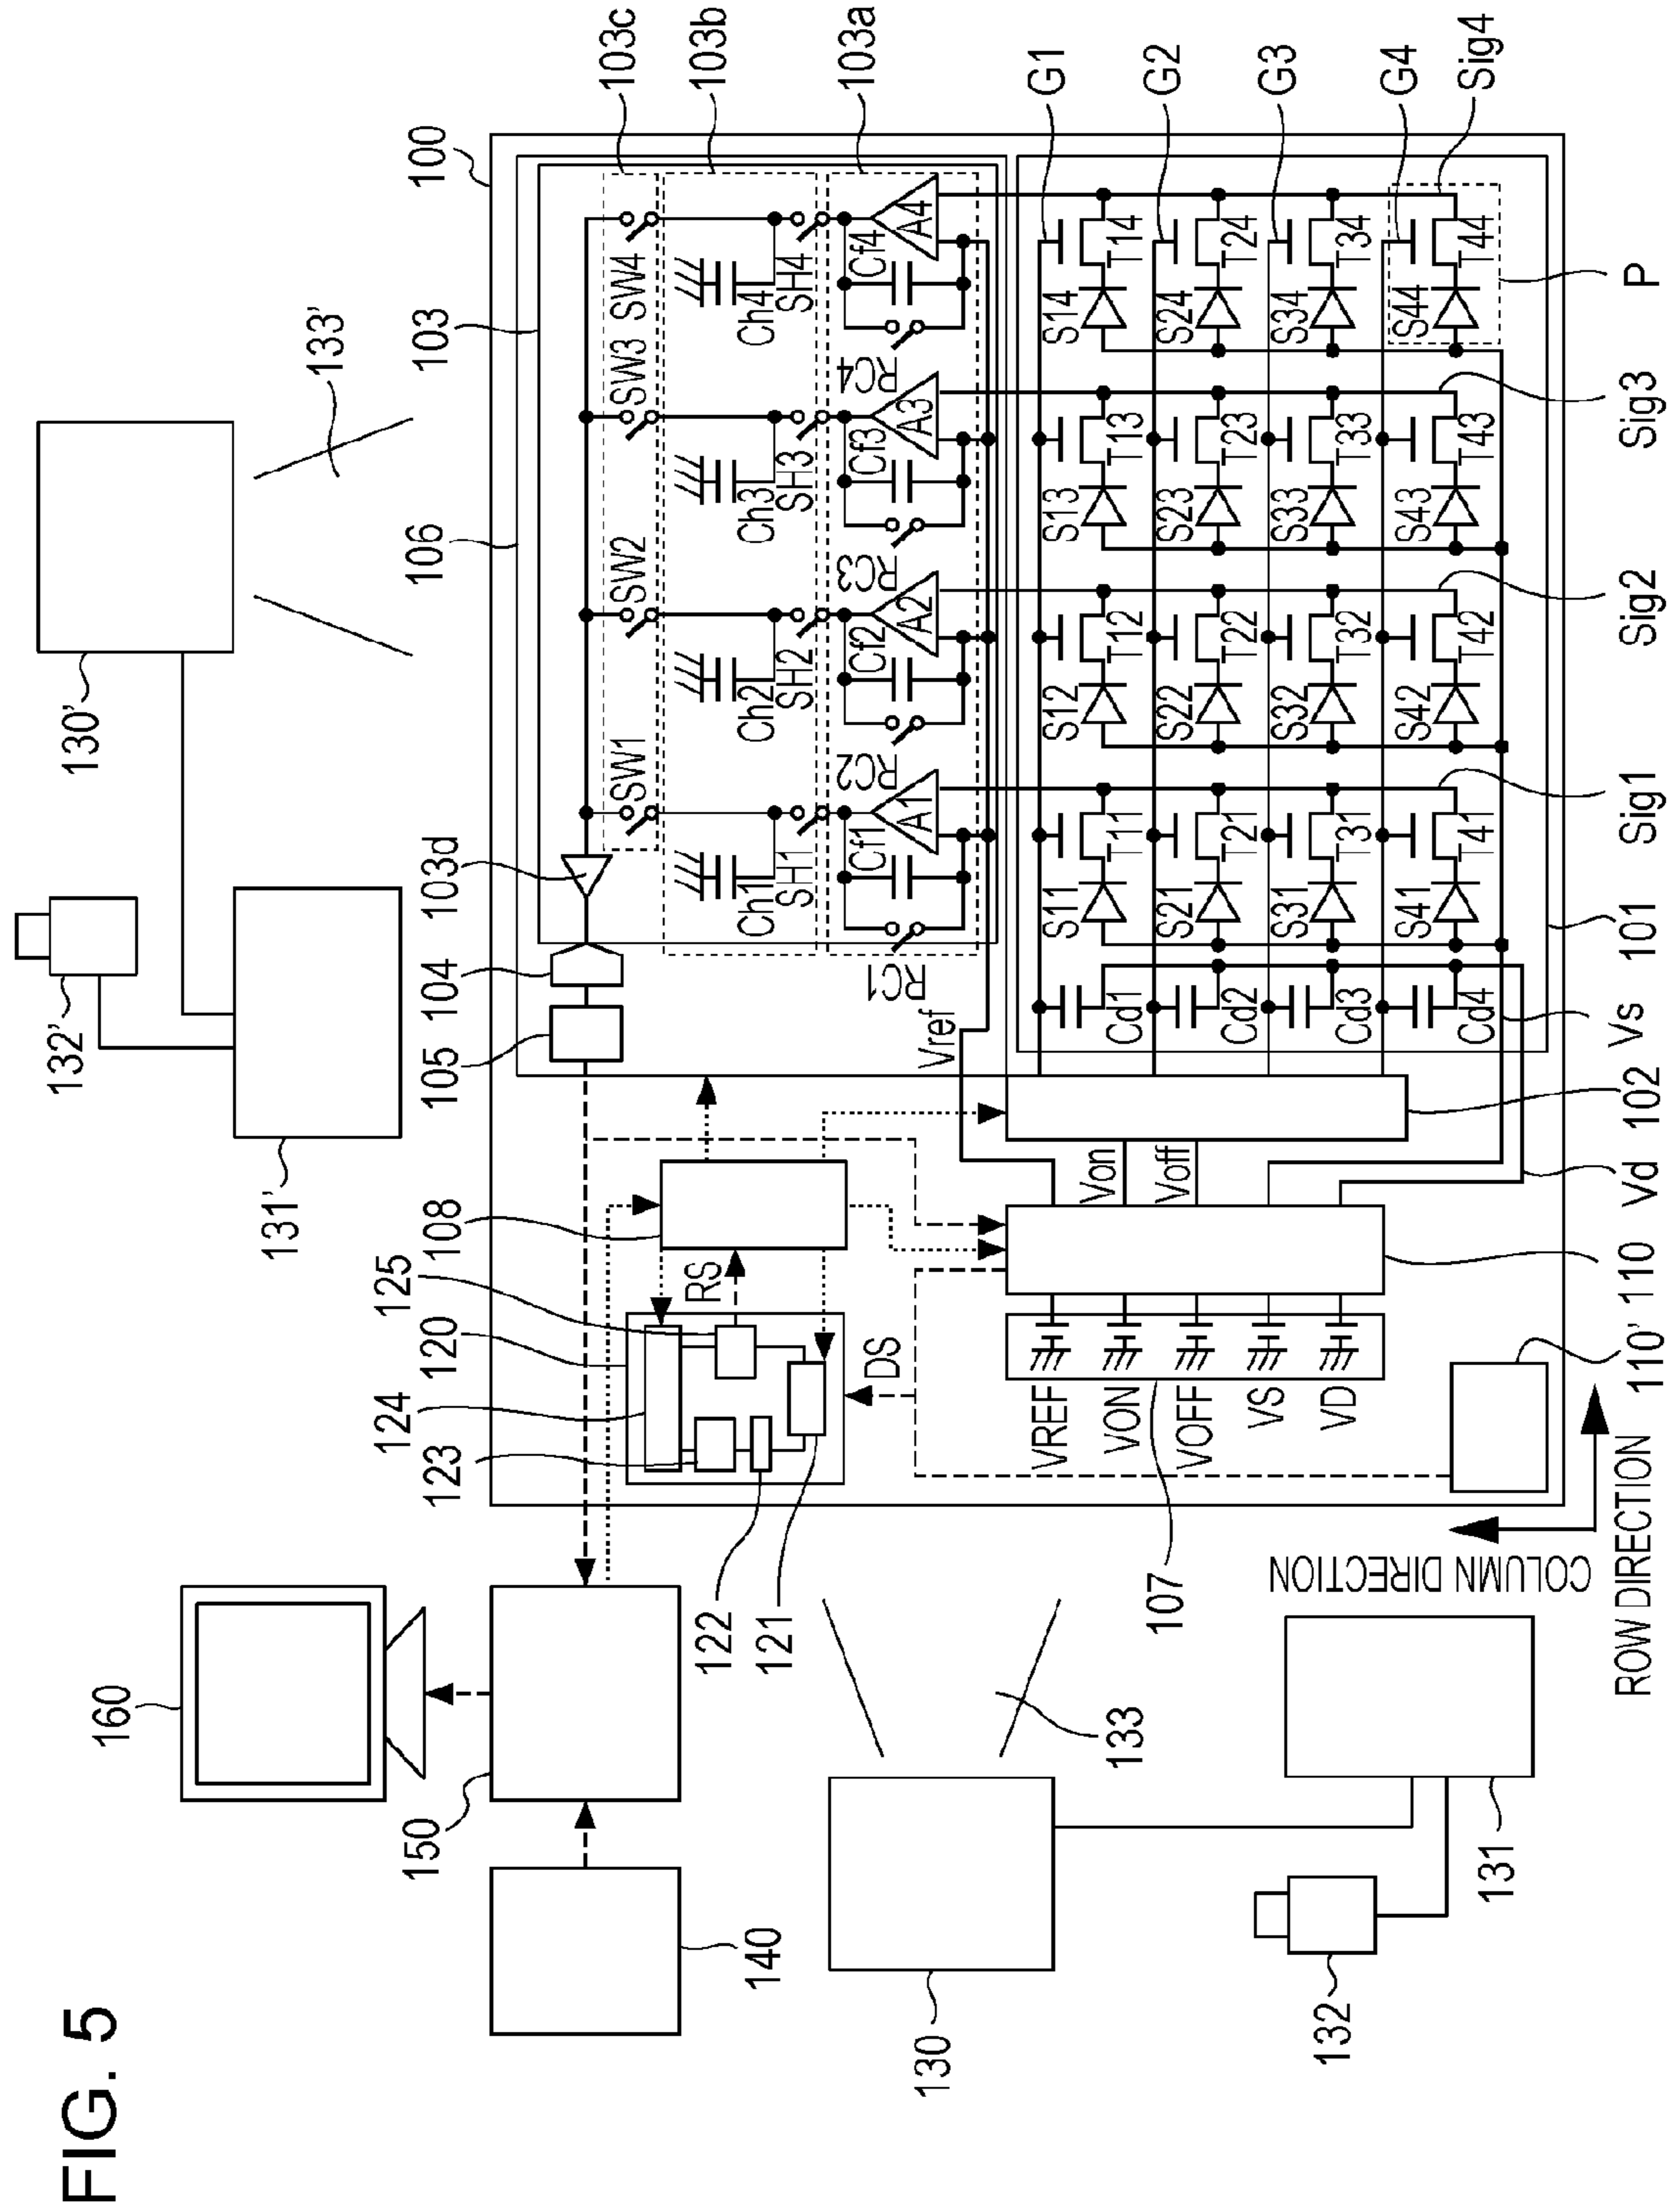 FIG. 5
160
150
140
130
132
131
133
107
ROW DIRECTION
COLUMN DIRECTION
130'
133'
132'
131'
100
106
103
103c
103b
103a
103d
104
105
108
125
120
124
123
122
121
RS
DS
SW1
SW2
SW3
SW4
Ch1
Ch2
Ch3
Ch4
SH1
SH2
SH3
SH4
Cf1
Cf2
Cf3
Cf4
A1
A2
A3
A4
RC1
RC2
RC3
RC4
Vref
Von
Voff
VREF
VON
VOFF
VS
VD
G1
G2
G3
G4
Sig4
S11
T11
S12
T12
S13
T13
S14
T14
S21
T21
S22
T22
S23
T23
S24
T24
S31
T31
S32
T32
S33
T33
S34
T34
S41
T41
S42
T42
S43
T43
S44
T44
Cd1
Cd2
Cd3
Cd4
110'
110
Vd
102
Vs
101
Sig1
Sig2
Sig3
P